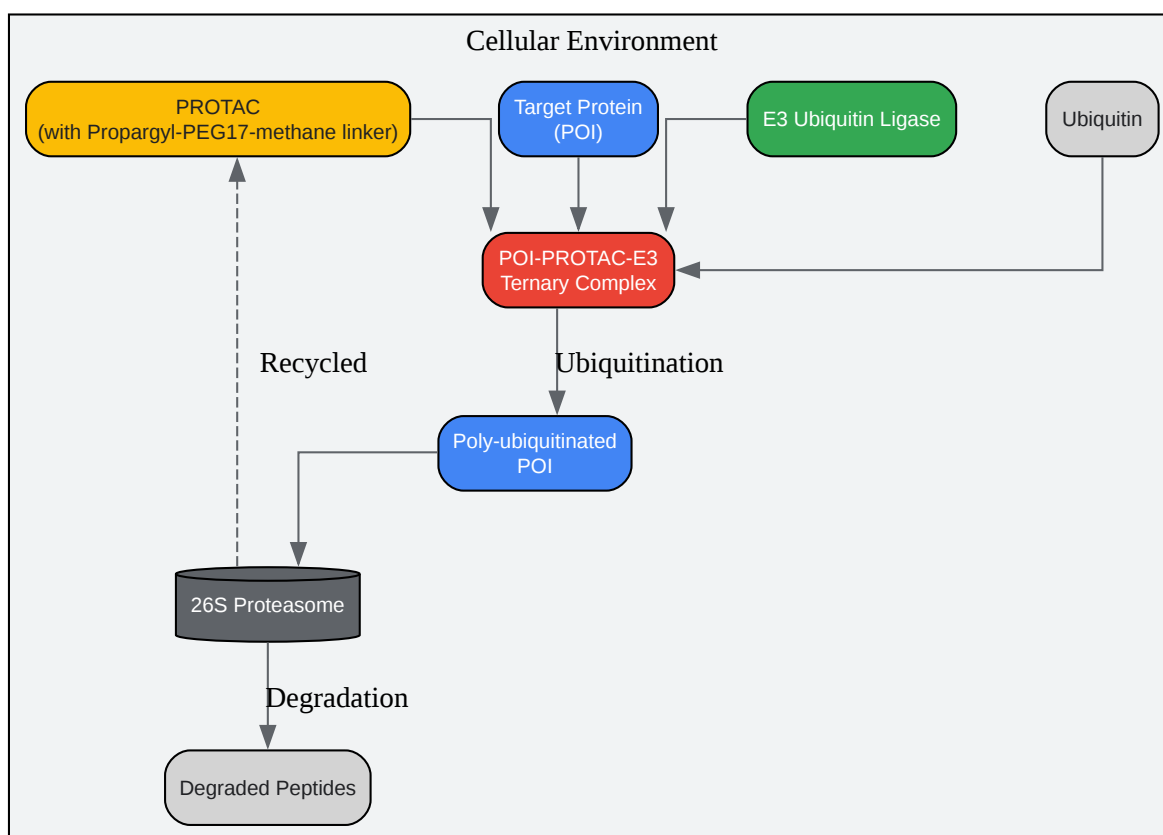 Cellular Environment
PROTAC
(with Propargyl-PEG17-methane linker)
Target Protein
(POI)
E3 Ubiquitin Ligase
Ubiquitin
POI-PROTAC-E3
Ternary Complex
Recycled
Ubiquitination
Poly-ubiquitinated
POI
26S Proteasome
Degradation
Degraded Peptides